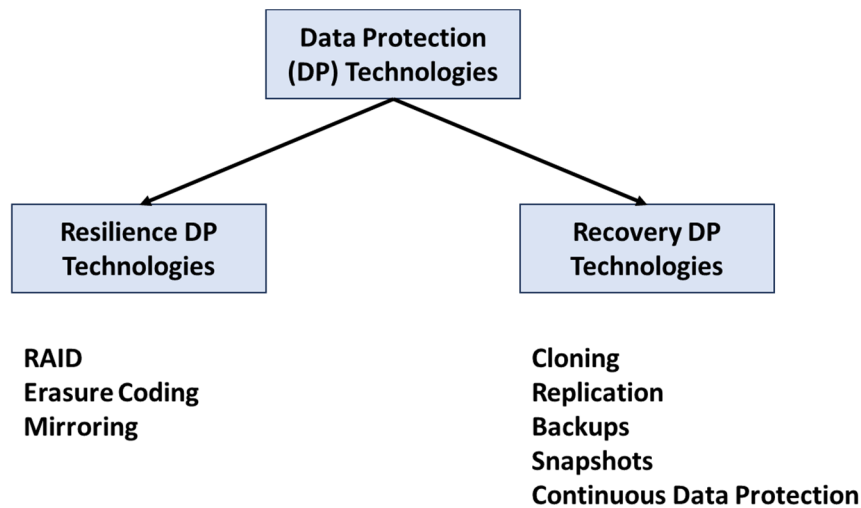 Data Protection
(DP) Technologies
Resilience DP
Technologies
Recovery DP
Technologies
RAID
Erasure Coding
Mirroring
Cloning
Replication
Backups
Snapshots
Continuous Data Protection